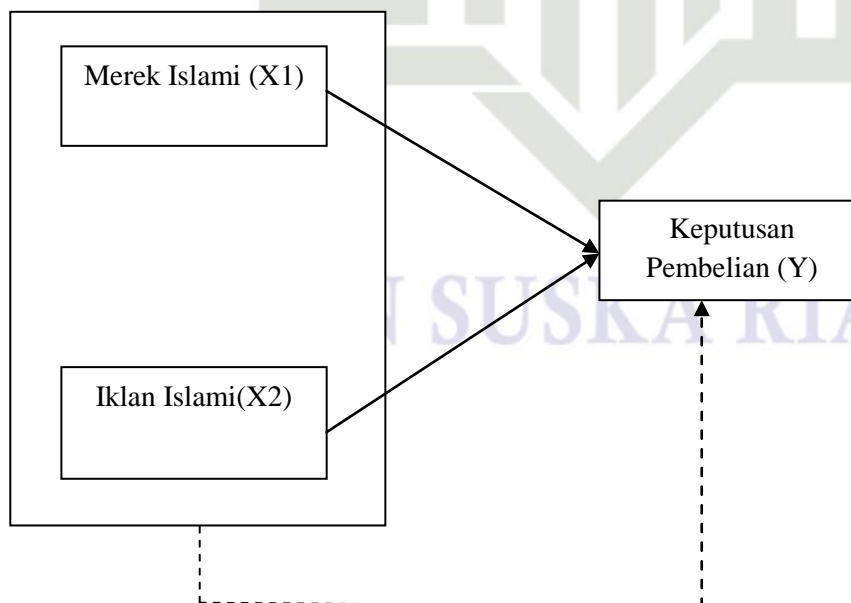 Merek Islami (X1)
Keputusan
Pembelian (Y)
SUSKA
Iklan Islami(X2)